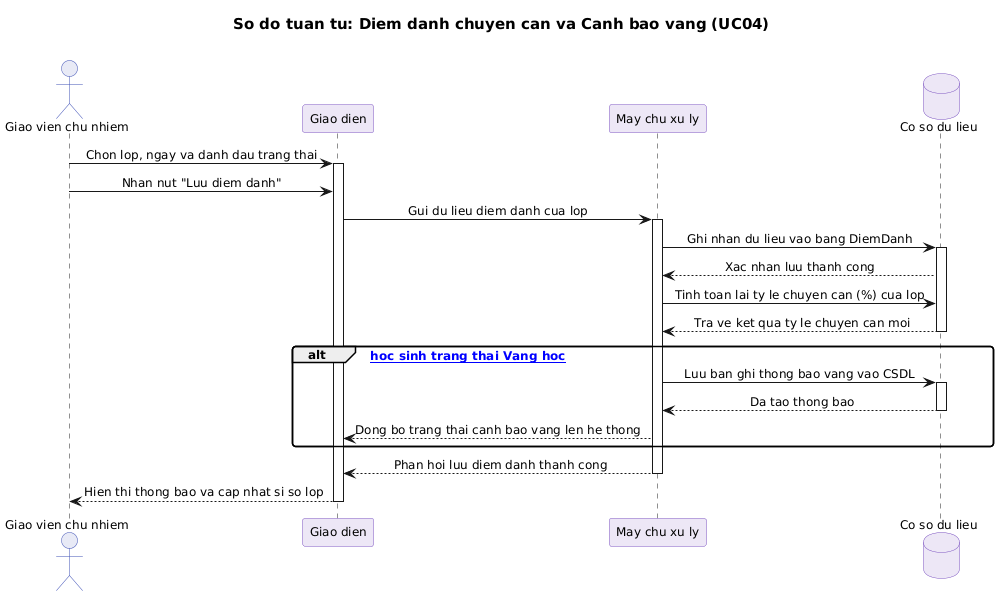 So do tuan tu: Diem danh chuyen can va Canh bao vang (UC04)
Giao vien chu nhiem
Giao dien
May chu xu ly
Co so du lieu
Chon lop, ngay va danh dau trang thai
Nhan nut "Luu diem danh"
Gui du lieu diem danh cua lop
Ghi nhan du lieu vao bang DiemDanh
Xac nhan luu thanh cong
Tinh toan lai ty le chuyen can (%) cua lop
Tra ve ket qua ty le chuyen can moi
alt
hoc sinh trang thai Vang hoc
Luu ban ghi thong bao vang vao CSDL
Da tao thong bao
Dong bo trang thai canh bao vang len he thong
Phan hoi luu diem danh thanh cong
Hien thi thong bao va cap nhat si so lop
Giao vien chu nhiem
Giao dien
May chu xu ly
Co so du lieu